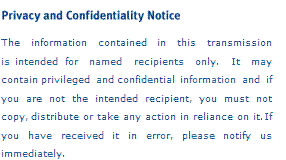 Privacy and Confidentiality Notice
The information contained in this transmission
is intended for named recipients only. It may
contain privileged and confidential information and if
you are not the intended recipient, you must not
copy, distribute or take any action in reliance on it. If
you have received it in error, please notify us
immediately.